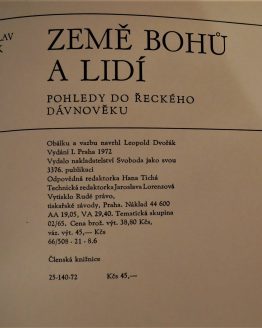 LAV
K
ZEMĚ BOHŮ
A LIDÍ
POHLEDY DO ŘECKÉHO
DÁVNOVĚKU
Obálku a vazbu navrhl Leopold Dvořák
Vydání I. Praha 1972
Vydalo nakladatelství Svoboda jako svou
3376. publikaci
Odpovědná redaktorka Hana Tichá
Technická redaktorka Jaroslava Lorenzová
Vytisklo Rudé právo,
tiskařské závody, Praha. Náklad 44 600
AA 19,05, VA 29,40. Tematická skupina
02/65. Cena brož. výt. 38,80 Kčs,
váz. výt. 45,— Kčs
66/508 - 21 - 8.6
Členská knižnice
25-140-72 Kčs 45,—